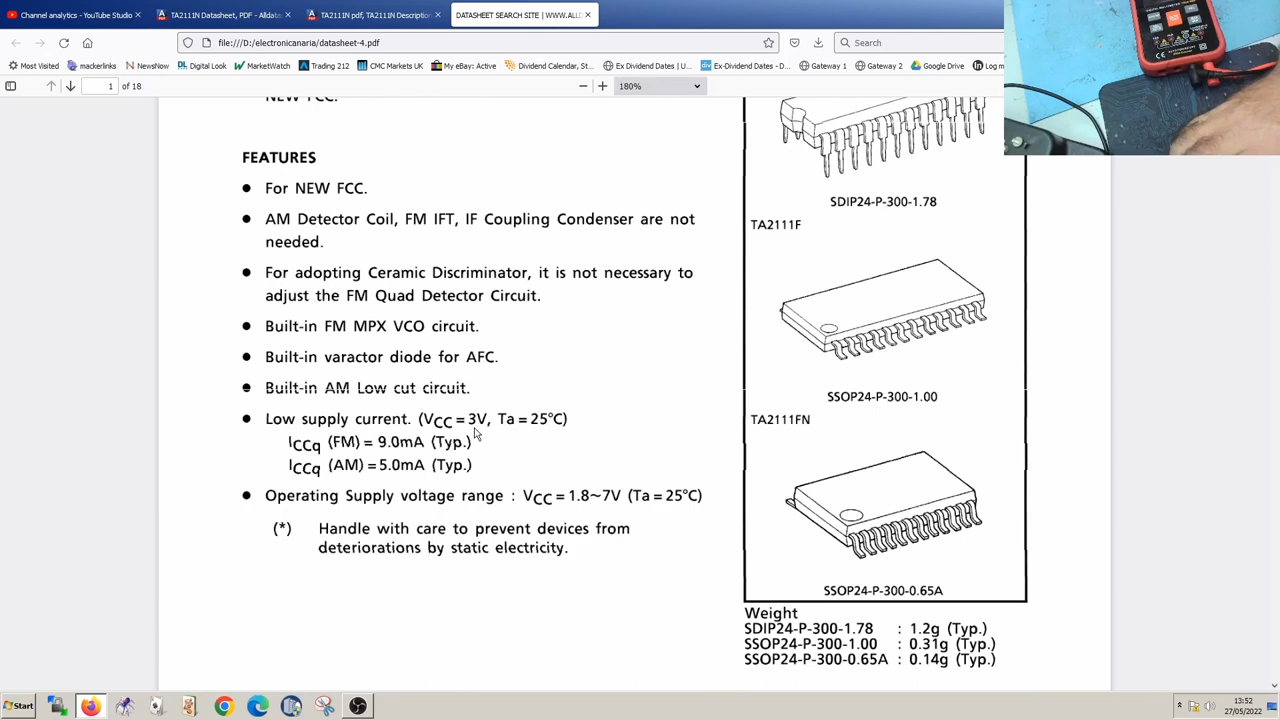 Channel analytics - YouTube Studio
TA2111N Datasheet, PDF - Alldata
TA2111N pdf, TA2111N Description
DATASHEET SEARCH SITE | WWW.ALL
file:///D:/electronicanaria/datasheet-4.pdf
Search
Most Visited
makerlinks
NewsNow
Digital Look
MarketWatch
Trading 212
CMC Markets UK
My eBay: Active
Dividend Calendar, St...
Ex Dividend Dates - ...
Ex-Dividend Dates - D...
Gateway 1
Gateway 2
Google Drive
Log m
1 of 18
180%
NEW FCC.
FEATURES
● For NEW FCC.
● AM Detector Coil, FM IFT, IF Coupling Condenser are not
needed.
● For adopting Ceramic Discriminator, it is not necessary to
adjust the FM Quad Detector Circuit.
● Built-in FM MPX VCO circuit.
● Built-in varactor diode for AFC.
● Built-in AM Low cut circuit.
● Low supply current. (VCC = 3V, Ta = 25℃)
ICCq (FM) = 9.0mA (Typ.)
ICCq (AM) = 5.0mA (Typ.)
● Operating Supply voltage range : VCC = 1.8~7V (Ta = 25℃)
(*) Handle with care to prevent devices from
deteriorations by static electricity.
SDIP24-P-300-1.78
TA2111F
SSOP24-P-300-1.00
TA2111FN
SSOP24-P-300-0.65A
Weight
SDIP24-P-300-1.78 : 1.2g (Typ.)
SSOP24-P-300-1.00 : 0.31g (Typ.)
SSOP24-P-300-0.65A : 0.14g (Typ.)
Start
13:52
27/05/2022